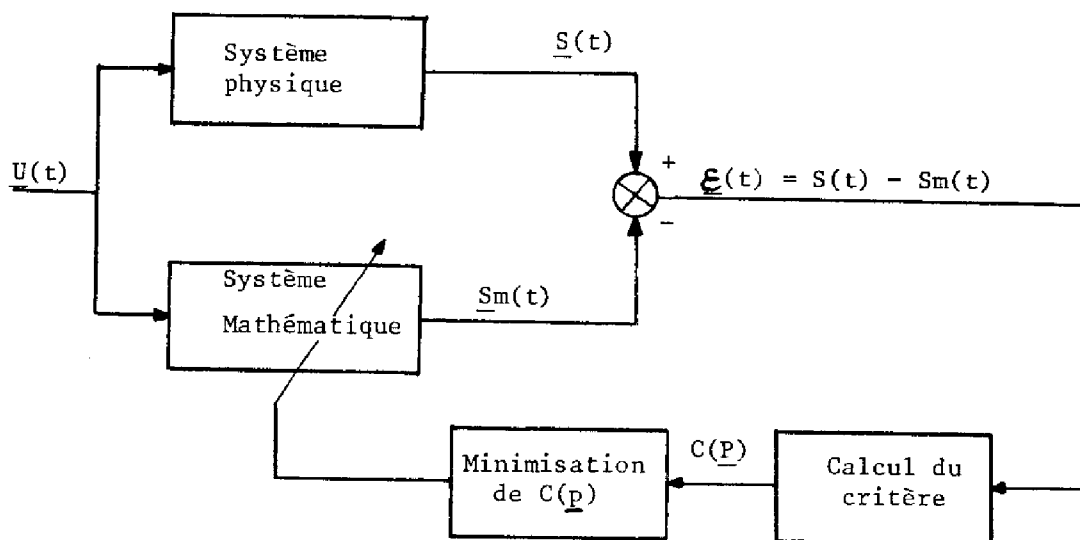 Système
physique
S(t)
U(t)
+
ε(t) = S(t) - Sm(t)
-
Système
Mathématique
Sm(t)
Minimisation
de C(p)
C(P)
Calcul du
critère